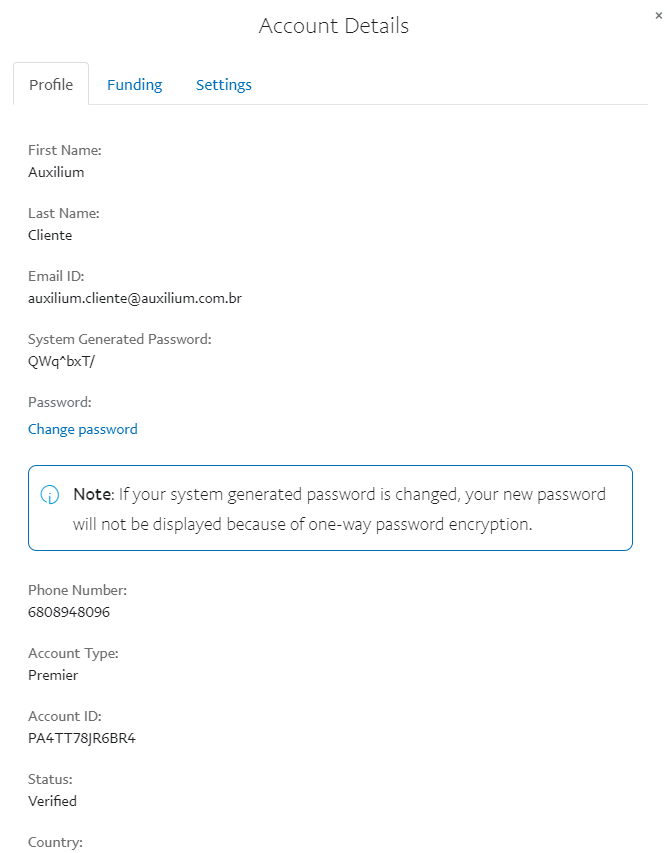 ×
Account Details
Profile Funding Settings
First Name:
Auxilium
Last Name:
Cliente
Email ID:
auxilium.cliente@auxilium.com.br
System Generated Password:
QWq^bxT/
Password:
Change password
Note: If your system generated password is changed, your new password
will not be displayed because of one-way password encryption.
Phone Number:
6808948096
Account Type:
Premier
Account ID:
PA4TT78JR6BR4
Status:
Verified
Country: